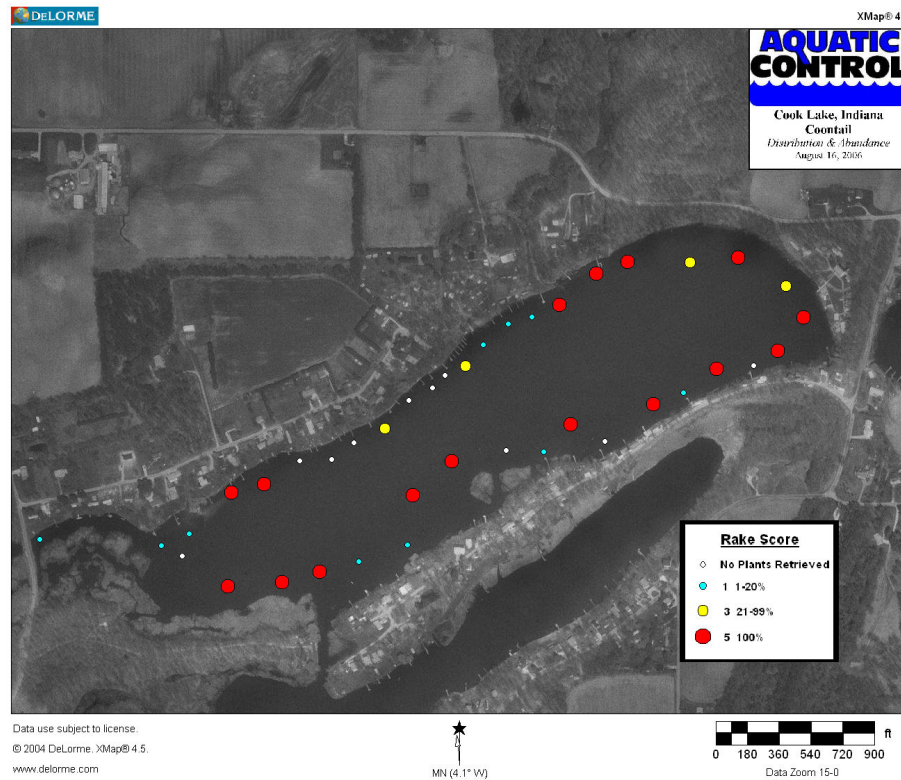 DELORME
XMap® 4
AQUATIC
CONTROL
Cook Lake, Indiana
Coontail
Distribution & Abundance
August 16, 2006
Rake Score
No Plants Retrieved
1 1-20%
3 21-99%
5 100%
Data use subject to license.
© 2004 DeLorme. XMap® 4.5.
www.delorme.com
MN (4.1° W)
ft
0 180 360 540 720 900
Data Zoom 15-0